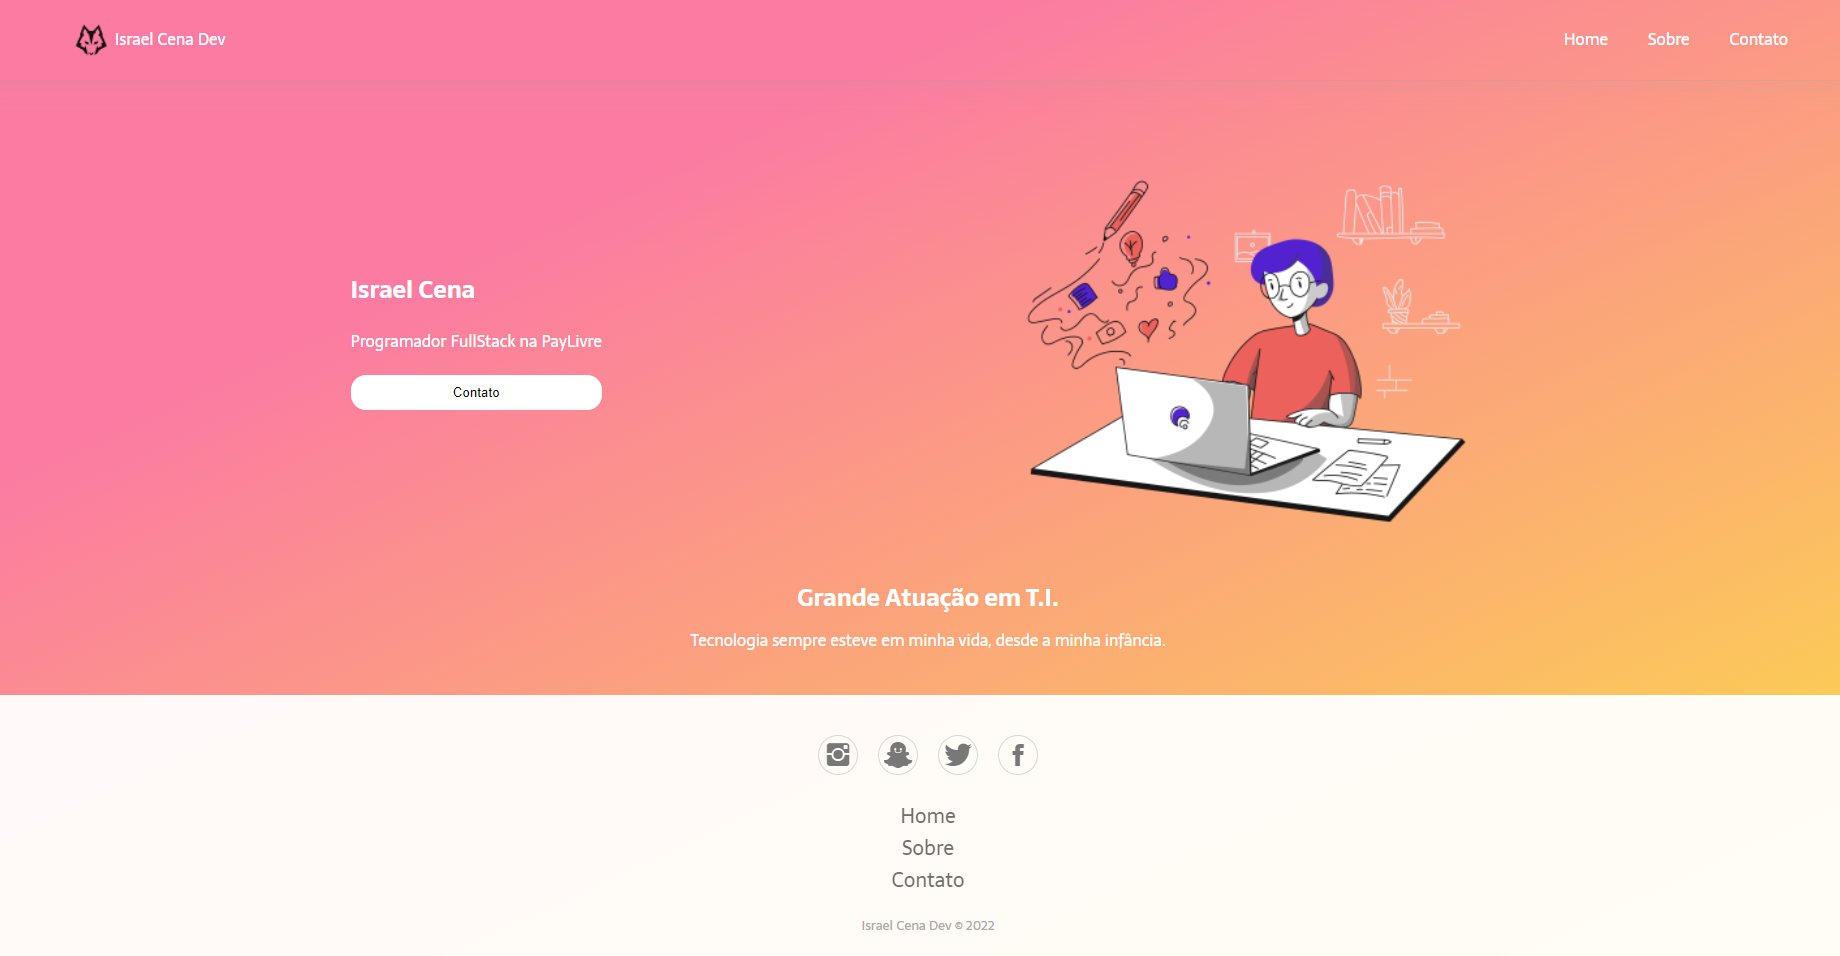 Israel Cena Dev
Home Sobre Contato
Israel Cena
Programador FullStack na PayLivre
Contato
Grande Atuação em T.I.
Tecnologia sempre esteve em minha vida, desde a minha infância.
Home
Sobre
Contato
Israel Cena Dev © 2022